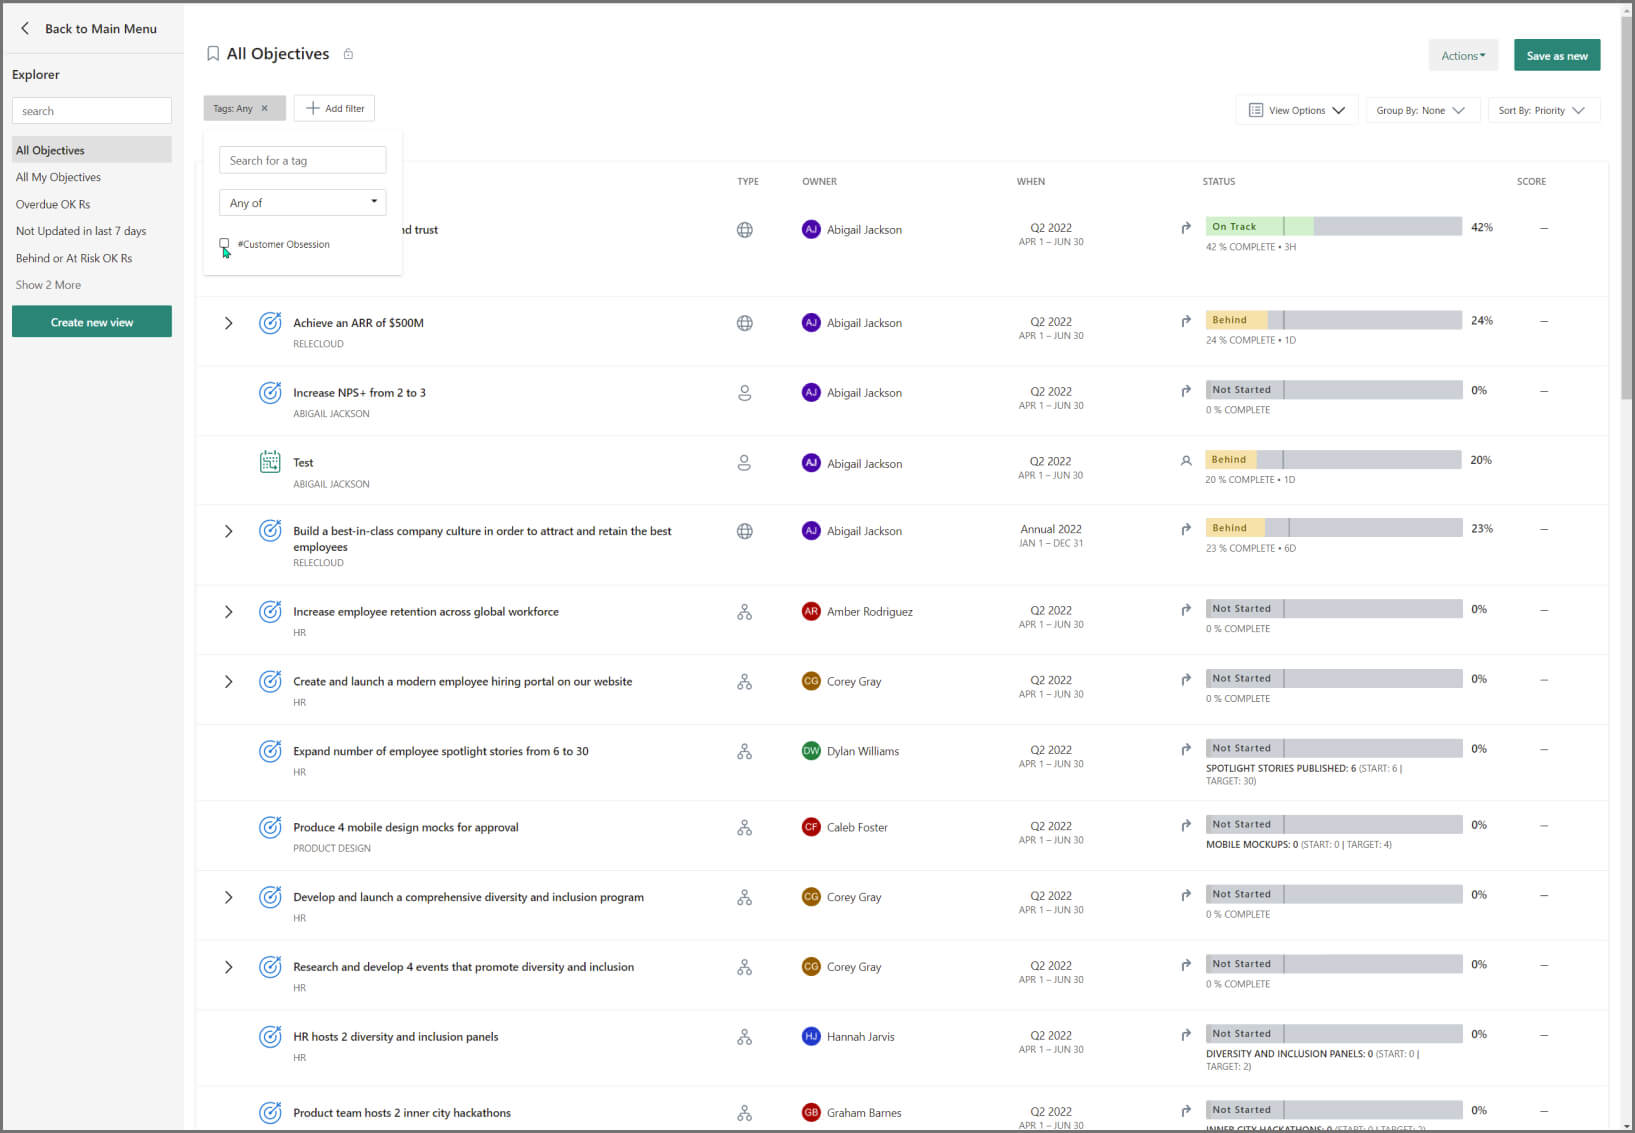 Back to Main Menu
Explorer
search
All Objectives
All My Objectives
Overdue OK Rs
Not Updated in last 7 days
Behind or At Risk OK Rs
Show 2 More
Create new view
All Objectives
Actions
Save as new
Tags: Any ×
Add filter
View Options
Group By: None
Sort By: Priority
Search for a tag
Any of
#Customer Obsession
TYPE OWNER WHEN STATUS SCORE
nd trust AJ Abigail Jackson Q2 2022 On Track 42% –
APR 1 – JUN 30 42 % COMPLETE • 3H
Achieve an ARR of $500M AJ Abigail Jackson Q2 2022 Behind 24% –
RELECLOUD APR 1 – JUN 30 24 % COMPLETE • 1D
Increase NPS+ from 2 to 3 AJ Abigail Jackson Q2 2022 Not Started 0% –
ABIGAIL JACKSON APR 1 – JUN 30 0 % COMPLETE
Test AJ Abigail Jackson Q2 2022 Behind 20% –
ABIGAIL JACKSON APR 1 – JUN 30 20 % COMPLETE • 1D
Build a best-in-class company culture in order to attract and retain the best AJ Abigail Jackson Annual 2022 Behind 23% –
employees JAN 1 – DEC 31 23 % COMPLETE • 6D
RELECLOUD
Increase employee retention across global workforce AR Amber Rodriguez Q2 2022 Not Started 0% –
HR APR 1 – JUN 30 0 % COMPLETE
Create and launch a modern employee hiring portal on our website CG Corey Gray Q2 2022 Not Started 0% –
HR APR 1 – JUN 30 0 % COMPLETE
Expand number of employee spotlight stories from 6 to 30 DW Dylan Williams Q2 2022 Not Started 0% –
HR APR 1 – JUN 30 SPOTLIGHT STORIES PUBLISHED: 6 (START: 6 |
TARGET: 30)
Produce 4 mobile design mocks for approval CF Caleb Foster Q2 2022 Not Started 0% –
PRODUCT DESIGN APR 1 – JUN 30 MOBILE MOCKUPS: 0 (START: 0 | TARGET: 4)
Develop and launch a comprehensive diversity and inclusion program CG Corey Gray Q2 2022 Not Started 0% –
HR APR 1 – JUN 30 0 % COMPLETE
Research and develop 4 events that promote diversity and inclusion CG Corey Gray Q2 2022 Not Started 0% –
HR APR 1 – JUN 30 0 % COMPLETE
HR hosts 2 diversity and inclusion panels HJ Hannah Jarvis Q2 2022 Not Started 0% –
HR APR 1 – JUN 30 DIVERSITY AND INCLUSION PANELS: 0 (START: 0 |
TARGET: 2)
Product team hosts 2 inner city hackathons GB Graham Barnes Q2 2022 Not Started 0% –
APR 1 – JUN 30 INNER CITY HACKATHONS: 0 (START: 0 | TARGET: 2)